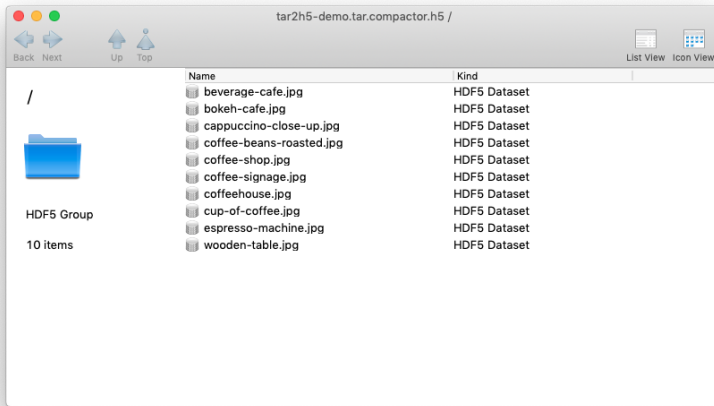 tar2h5-demo.tar.compactor.h5 /
Back Next Up Top List View Icon View
Name Kind
/
beverage-cafe.jpg HDF5 Dataset
bokeh-cafe.jpg HDF5 Dataset
cappuccino-close-up.jpg HDF5 Dataset
coffee-beans-roasted.jpg HDF5 Dataset
coffee-shop.jpg HDF5 Dataset
coffee-signage.jpg HDF5 Dataset
coffeehouse.jpg HDF5 Dataset
cup-of-coffee.jpg HDF5 Dataset
espresso-machine.jpg HDF5 Dataset
wooden-table.jpg HDF5 Dataset
HDF5 Group
10 items